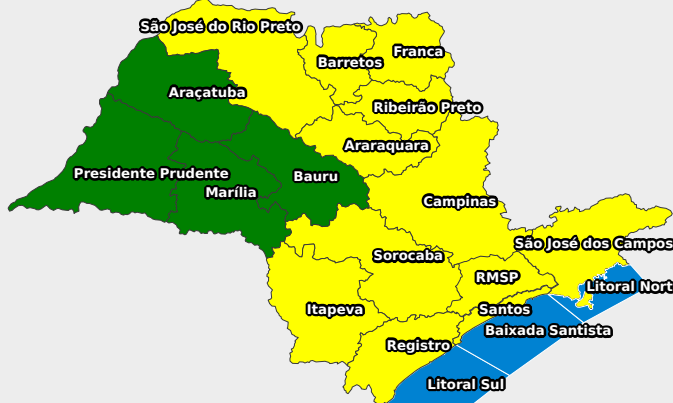 São José do Rio Preto
Franca
Barretos
Araçatuba
Ribeirão Preto
Araraquara
Presidente Prudente
Bauru
Marília
Campinas
São José dos Campos
Sorocaba
RMSP
Litoral Nort
Itapeva
Santos
Baixada Santista
Registro
Litoral Sul